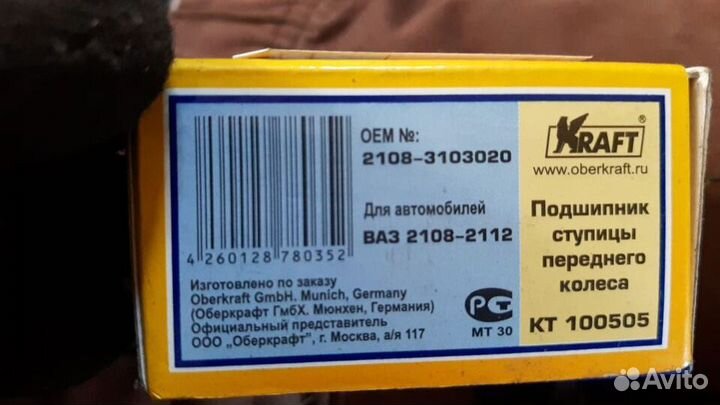 OEM №:
2108-3103020
Для автомобилей
ВАЗ 2108-2112
4 260128 780352
Изготовлено по заказу
Oberkraft GmbH. Munich, Germany
(Оберкрафт ГмбХ. Мюнхен, Германия)
Официальный представитель
ООО „Оберкрафт”, г. Москва, а/я 117
РСТ
МТ 30
KRAFT®
www.oberkraft.ru
Подшипник
ступицы
переднего
колеса
КТ 100505
Avito